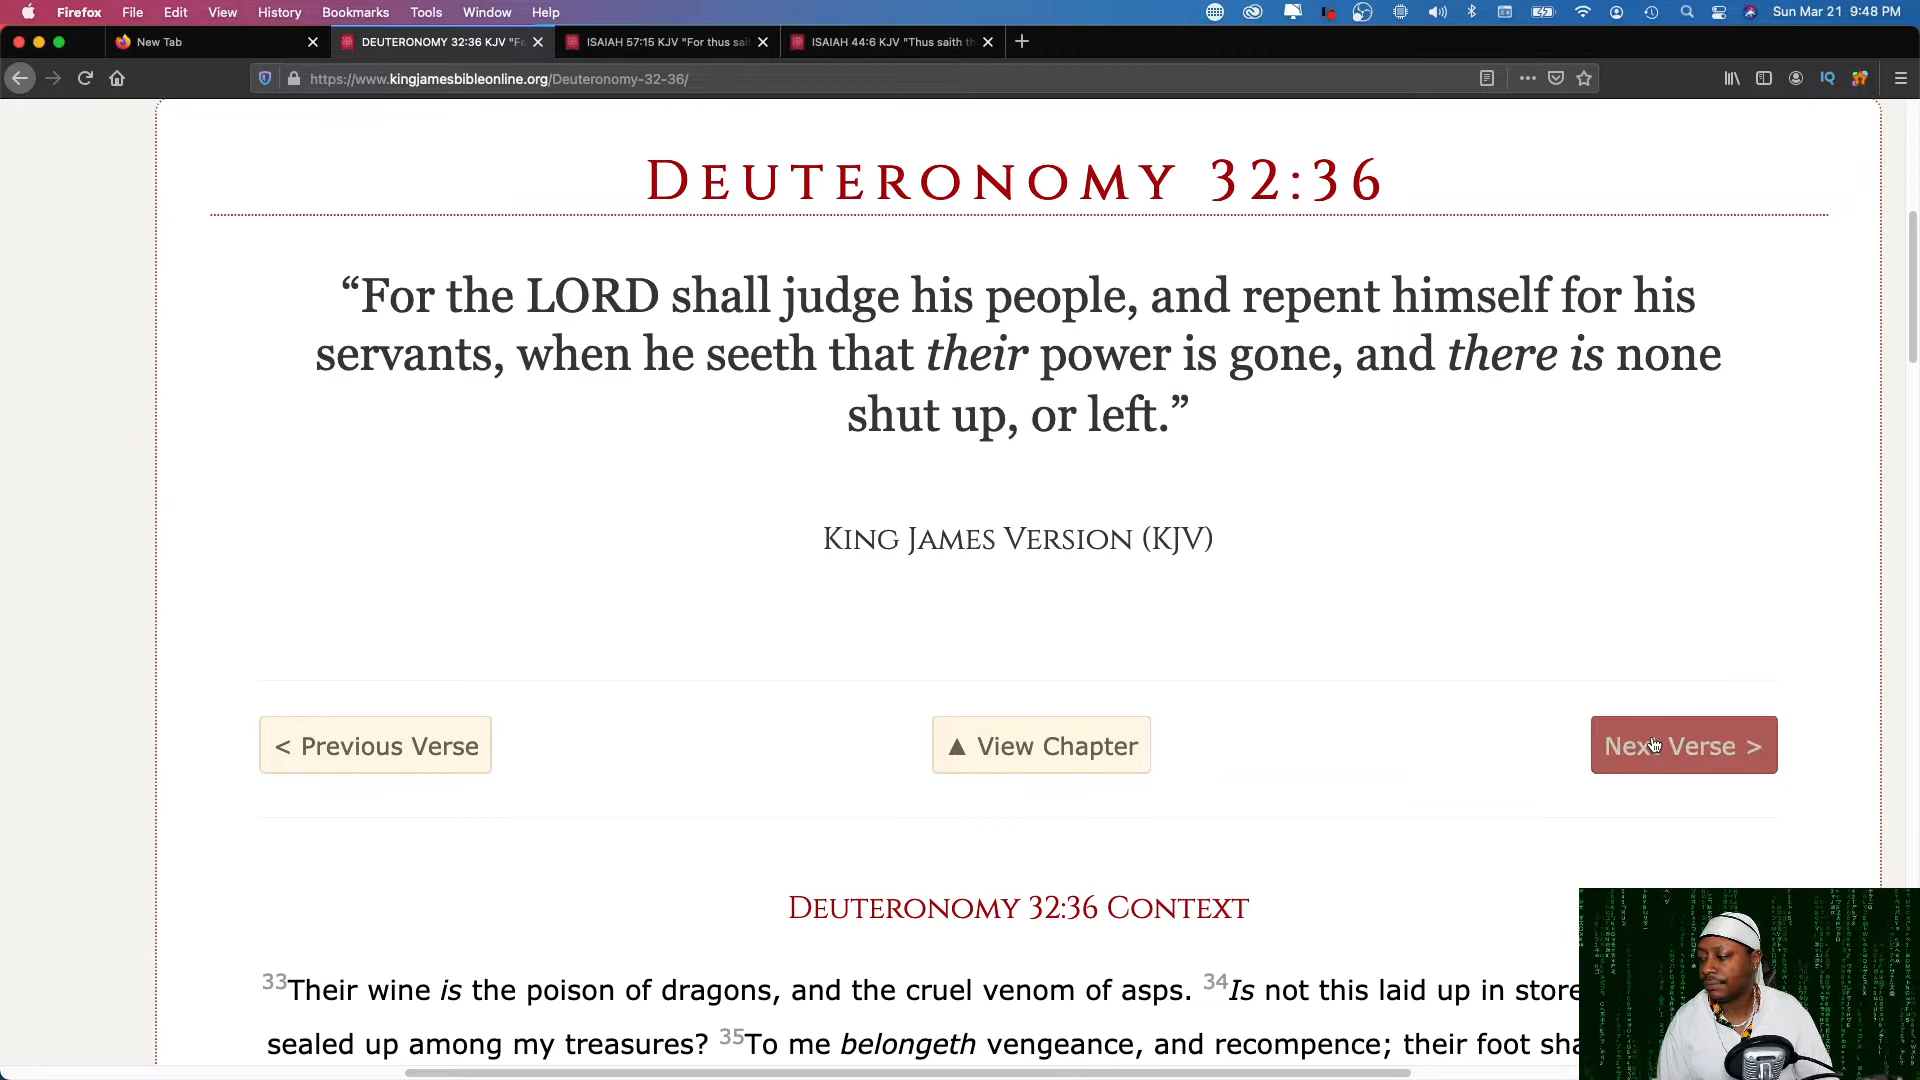 Firefox File Edit View History Bookmarks Tools Window Help Sun Mar 21 9:48 PM
New Tab DEUTERONOMY 32:36 KJV "Fo ISAIAH 57:15 KJV "For thus sai ISAIAH 44:6 KJV "Thus saith th
https://www.kingjamesbibleonline.org/Deuteronomy-32-36/ IQ
DEUTERONOMY 32:36
“For the LORD shall judge his people, and repent himself for his
servants, when he seeth that their power is gone, and there is none
shut up, or left.”
KING JAMES VERSION (KJV)
< Previous Verse ▲ View Chapter Next Verse >
DEUTERONOMY 32:36 CONTEXT
33Their wine is the poison of dragons, and the cruel venom of asps. 34Is not this laid up in store
sealed up among my treasures? 35To me belongeth vengeance, and recompence; their foot sha